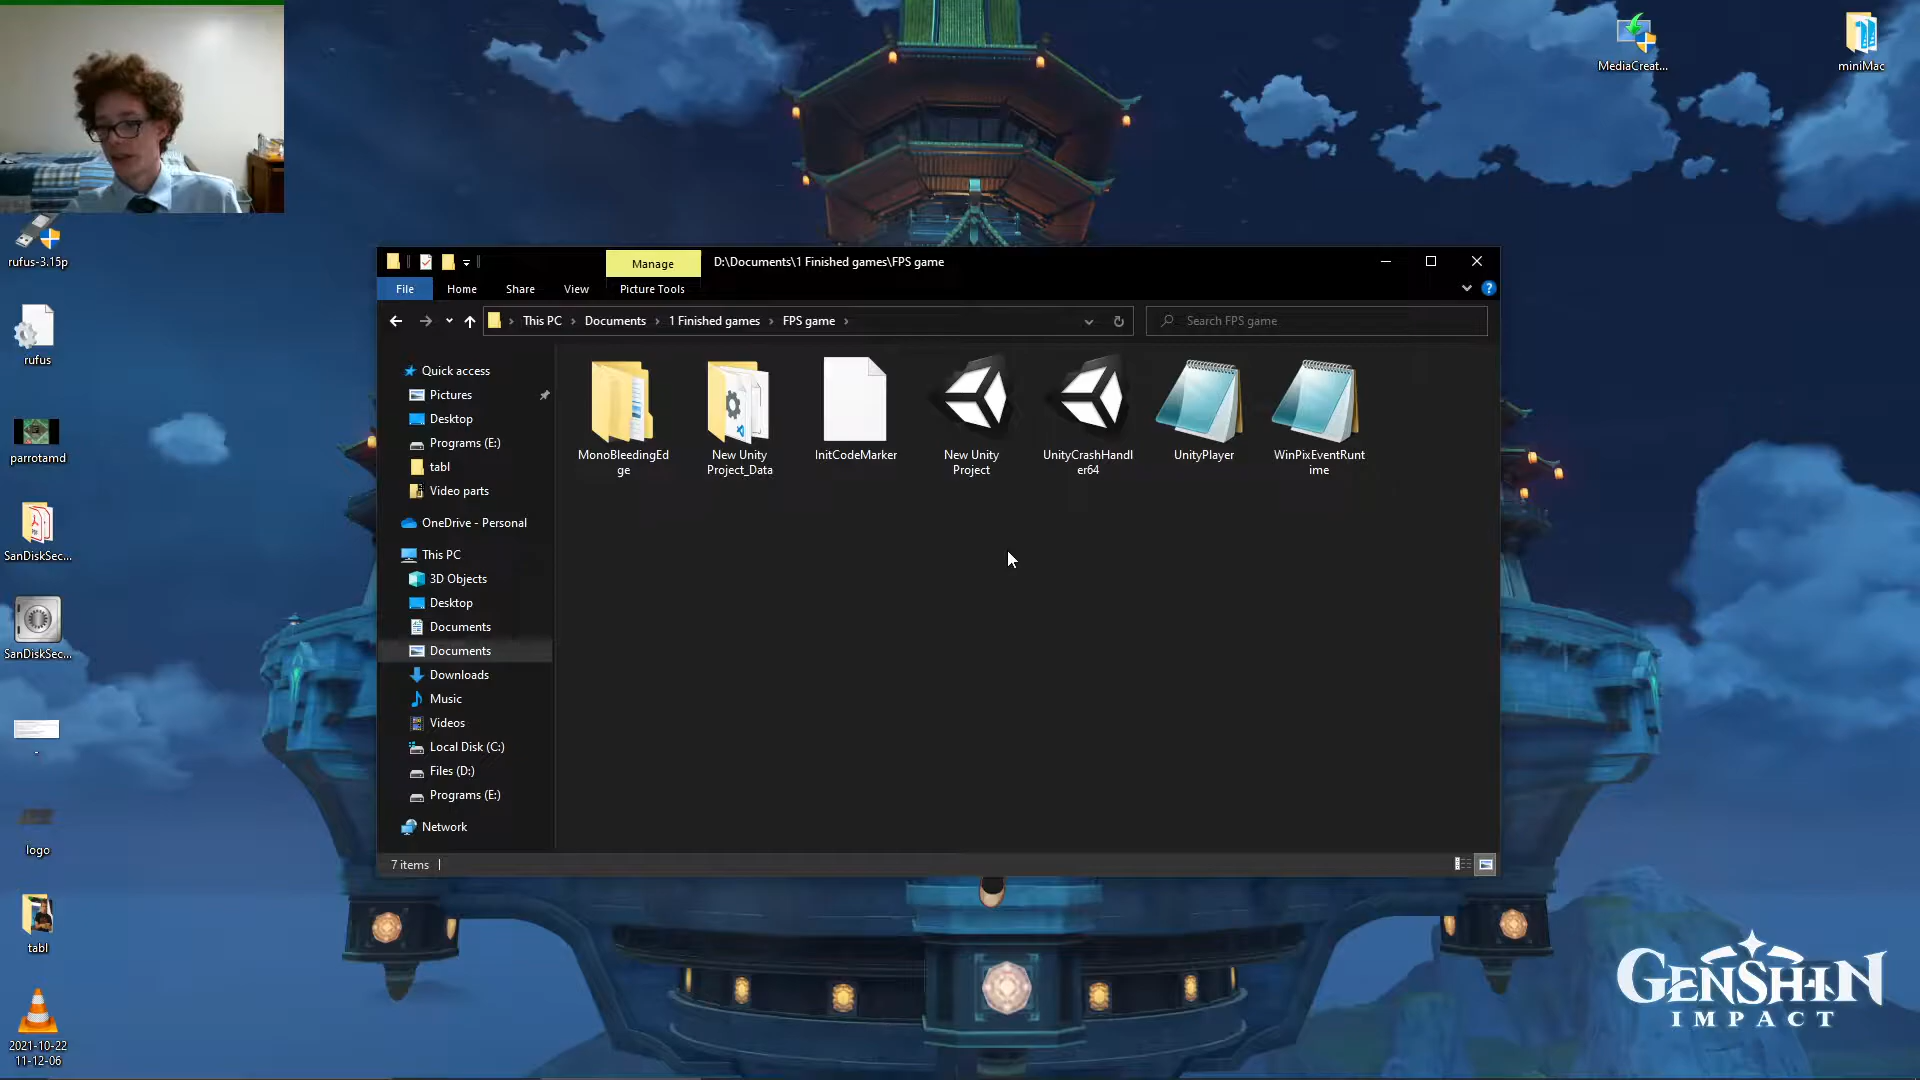 MediaCreat...
miniMac
rufus-3.15p
rufus
parrotamd
SanDiskSec...
SanDiskSec...
-
logo
tabl
2021-10-22
11-12-06
Manage
D:\Documents\1 Finished games\FPS game
File
Home
Share
View
Picture Tools
This PC
Documents
1 Finished games
FPS game
Search FPS game
Quick access
Pictures
Desktop
Programs (E:)
tabl
Video parts
OneDrive - Personal
This PC
3D Objects
Desktop
Documents
Documents
Downloads
Music
Videos
Local Disk (C:)
Files (D:)
Programs (E:)
Network
MonoBleedingEd
ge
New Unity
Project_Data
InitCodeMarker
New Unity
Project
UnityCrashHandl
er64
UnityPlayer
WinPixEventRunt
ime
7 items
GENSHIN
IMPACT